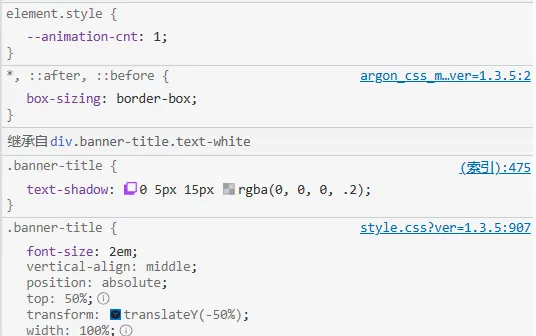 element.style {
--animation-cnt: 1;
}
*, ::after, ::before {
argon_css_m…ver=1.3.5:2
box-sizing: border-box;
}
继承自div.banner-title.text-white
.banner-title {
(索引):475
text-shadow: 0 5px 15px rgba(0, 0, 0, .2);
}
.banner-title {
style.css?ver=1.3.5:907
font-size: 2em;
vertical-align: middle;
position: absolute;
top: 50%;
transform: translateY(-50%);
width: 100%;